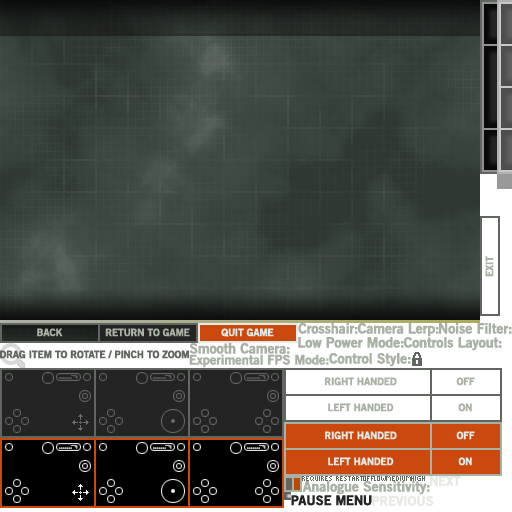 EXIT
BACK
RETURN TO GAME
QUIT GAME
Crosshair:Camera Lerp:Noise Filter:
Low Power Mode:Controls Layout:
DRAG ITEM TO ROTATE / PINCH TO ZOOM
Smooth Camera:
Experimental FPS Mode:Control Style:
RIGHT HANDED OFF
LEFT HANDED ON
RIGHT HANDED OFF
LEFT HANDED ON
REQUIRES RESTART
OFF
LOW
MEDIUM
HIGH
NEXT
Analogue Sensitivity:
PAUSE MENU
PREVIOUS